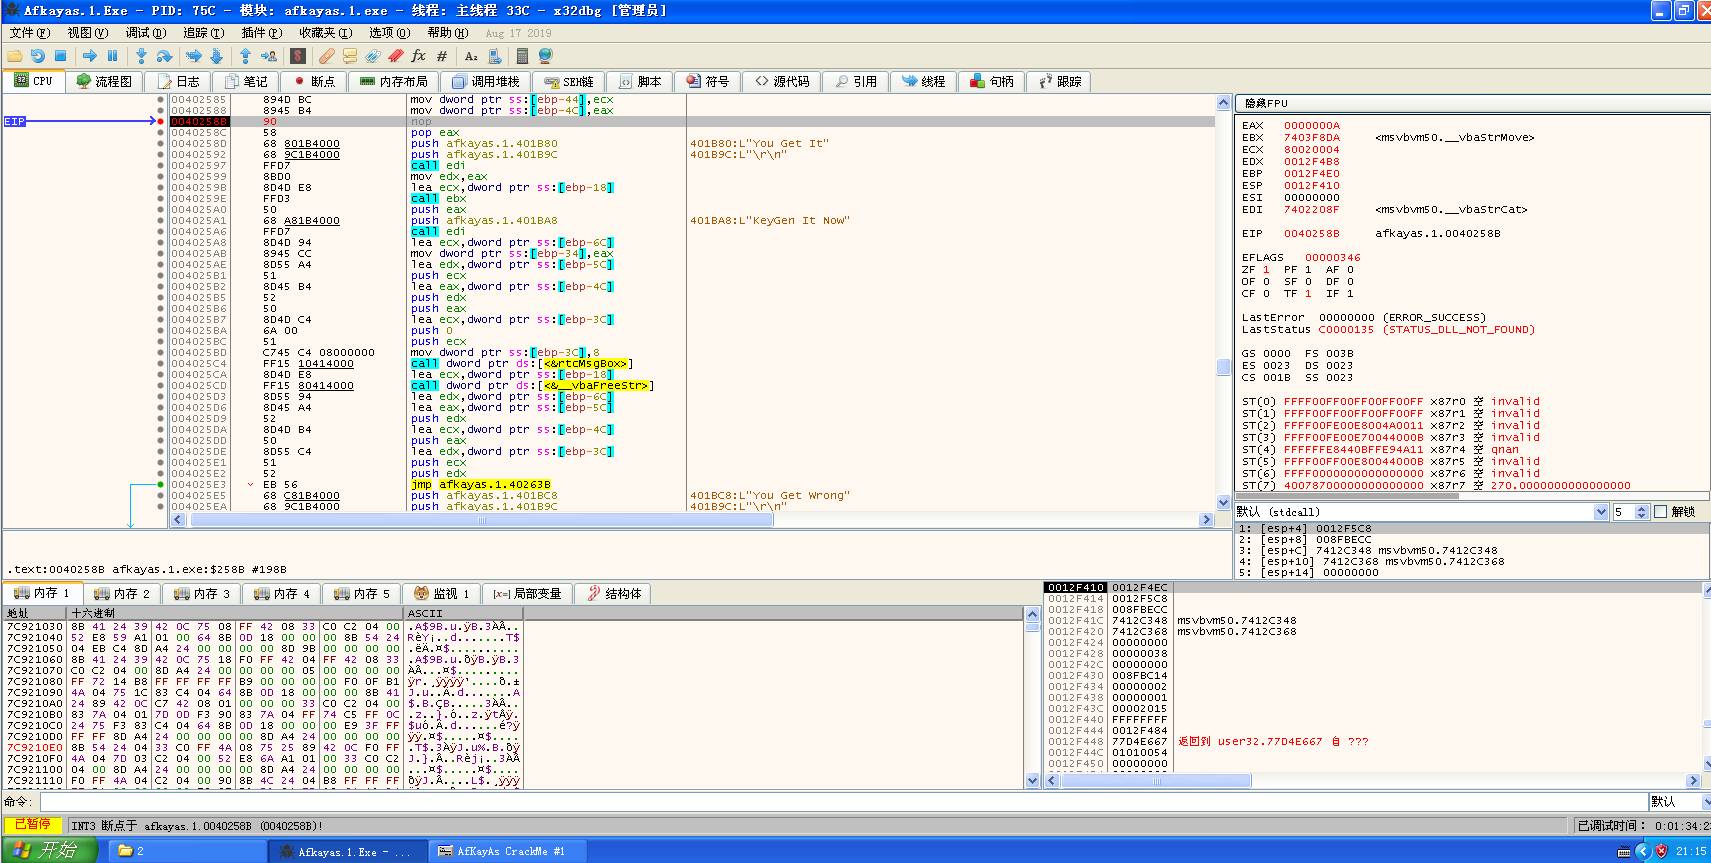 Afkayas.1.Exe - PID: 75C - 模块: afkayas.1.exe - 线程: 主线程 33C - x32dbg [管理员]
文件(F) 视图(V) 调试(D) 追踪(T) 插件(P) 收藏夹(I) 选项(O) 帮助(H) Aug 17 2019
CPU 流程图 日志 笔记 断点 内存布局 调用堆栈 SEH链 脚本 符号 源代码 引用 线程 句柄 跟踪
00402585 894D BC mov dword ptr ss:[ebp-44],ecx
00402588 8945 B4 mov dword ptr ss:[ebp-4C],eax
EIP 0040258B 90 nop
0040258C 58 pop eax
0040258D 68 801B4000 push afkayas.1.401B80 401B80:L"You Get It"
00402592 68 9C1B4000 push afkayas.1.401B9C 401B9C:L"\r\n"
00402597 FFD7 call edi
00402599 8BD0 mov edx,eax
0040259B 8D4D E8 lea ecx,dword ptr ss:[ebp-18]
0040259E FFD3 call ebx
004025A0 50 push eax
004025A1 68 A81B4000 push afkayas.1.401BA8 401BA8:L"KeyGen It Now"
004025A6 FFD7 call edi
004025A8 8D4D 94 lea ecx,dword ptr ss:[ebp-6C]
004025AB 8945 CC mov dword ptr ss:[ebp-34],eax
004025AE 8D55 A4 lea edx,dword ptr ss:[ebp-5C]
004025B1 51 push ecx
004025B2 8D45 B4 lea eax,dword ptr ss:[ebp-4C]
004025B5 52 push edx
004025B6 50 push eax
004025B7 8D4D C4 lea ecx,dword ptr ss:[ebp-3C]
004025BA 6A 00 push 0
004025BC 51 push ecx
004025BD C745 C4 08000000 mov dword ptr ss:[ebp-3C],8
004025C4 FF15 10414000 call dword ptr ds:[<&rtcMsgBox>]
004025CA 8D4D E8 lea ecx,dword ptr ss:[ebp-18]
004025CD FF15 80414000 call dword ptr ds:[<&__vbaFreeStr>]
004025D3 8D55 94 lea edx,dword ptr ss:[ebp-6C]
004025D6 8D45 A4 lea eax,dword ptr ss:[ebp-5C]
004025D9 52 push edx
004025DA 8D4D B4 lea ecx,dword ptr ss:[ebp-4C]
004025DD 50 push eax
004025DE 8D55 C4 lea edx,dword ptr ss:[ebp-3C]
004025E1 51 push ecx
004025E2 52 push edx
004025E3 EB 56 jmp afkayas.1.40263B
004025E5 68 C81B4000 push afkayas.1.401BC8 401BC8:L"You Get Wrong"
004025EA 68 9C1B4000 push afkayas.1.401B9C 401B9C:L"\r\n"
.text:0040258B afkayas.1.exe:$258B #198B
隐藏FPU
EAX 0000000A
EBX 7403F8DA <msvbvm50.__vbaStrMove>
ECX 80020004
EDX 0012F4B8
EBP 0012F4E0
ESP 0012F410
ESI 00000000
EDI 7402208F <msvbvm50.__vbaStrCat>
EIP 0040258B afkayas.1.0040258B
EFLAGS 00000346
ZF 1 PF 1 AF 0
OF 0 SF 0 DF 0
CF 0 TF 1 IF 1
LastError 00000000 (ERROR_SUCCESS)
LastStatus C0000135 (STATUS_DLL_NOT_FOUND)
GS 0000 FS 003B
ES 0023 DS 0023
CS 001B SS 0023
ST(0) FFFF00FF00FF00FF00FF x87r0 空 invalid
ST(1) FFFF00FF00FF00FF00FF x87r1 空 invalid
ST(2) FFFF00FE00E8004A0011 x87r2 空 invalid
ST(3) FFFF00FE00E70044000B x87r3 空 invalid
ST(4) FFFFFFE8440BFFE94A11 x87r4 空 qnan
ST(5) FFFF00FF00E80044000B x87r5 空 invalid
ST(6) FFFF0000000000000000 x87r6 空 invalid
ST(7) 40078700000000000000 x87r7 空 270.0000000000000000
默认 (stdcall) 5 解锁
1: [esp+4] 0012F5C8
2: [esp+8] 008FBECC
3: [esp+C] 7412C348 msvbvm50.7412C348
4: [esp+10] 7412C368 msvbvm50.7412C368
5: [esp+14] 00000000
内存 1 内存 2 内存 3 内存 4 内存 5 监视 1 [x=]局部变量 结构体
地址 十六进制 ASCII
7C921030 8B 41 24 39 42 0C 75 08 FF 42 08 33 C0 C2 04 00 .A$9B.u.ÿB.3ÀÂ..
7C921040 52 E8 59 A1 01 00 64 8B 0D 18 00 00 00 8B 54 24 RèY¡..d.......T$
7C921050 04 EB C4 8D A4 24 00 00 00 00 8D 9B 00 00 00 00 .ëÄ.¤$..........
7C921060 8B 41 24 39 42 0C 75 18 F0 FF 42 04 FF 42 08 33 .A$9B.u.ðÿB.ÿB.3
7C921070 C0 C2 04 00 8D A4 24 00 00 00 00 05 00 00 00 00 ÀÂ...¤$.........
7C921080 FF 72 14 B8 FF FF FF FF B9 00 00 00 00 F0 0F B1
7C921090 4A 04 75 1C 83 C4 04 64 8B 0D 18 00 00 00 8B 41 J.u..Ä.d.......A
7C9210A0 24 89 42 0C C7 42 08 01 00 00 00 33 C0 C2 04 00 $.B.ÇB.....3ÀÂ..
7C9210B0 83 7A 04 01 7D 0D F3 90 83 7A 04 FF 74 C5 FF 0C .z..}.ó..z.ÿtÅÿ.
7C9210C0 24 75 F3 83 C4 04 64 8B 0D 18 00 00 00 E9 3F FF $uó.Ä.d......é?ÿ
7C9210D0 FF FF 8D A4 24 00 00 00 00 8D A4 24 00 00 00 00 ÿÿ.¤$.....¤$....
7C9210E0 8B 54 24 04 33 C0 FF 4A 08 75 25 89 42 0C F0 FF .T$.3ÀÿJ.u%.B.ðÿ
7C9210F0 4A 04 7D 03 C2 04 00 52 E8 6A A1 01 00 33 C0 C2 J.}.Â..Rèj¡..3ÀÂ
7C921100 04 00 8D A4 24 00 00 00 00 8D A4 24 00 00 00 00 ...¤$.....¤$....
7C921110 F0 FF 4A 04 C2 04 00 90 8B 4C 24 04 B8 FF FF FF ðÿJ.Â....L$.¸ÿÿÿ
0012F410 0012F4EC
0012F414 0012F5C8
0012F418 008FBECC
0012F41C 7412C348 msvbvm50.7412C348
0012F420 7412C368 msvbvm50.7412C368
0012F424 00000000
0012F428 00000038
0012F42C 00000000
0012F430 008FBC14
0012F434 00000002
0012F438 00000001
0012F43C 00002015
0012F440 FFFFFFFF
0012F444 0012F484
0012F448 77D4E667 返回到 user32.77D4E667 自 ???
0012F44C 01010054
0012F450 00000000
命令: 默认
已暂停 INT3 断点于 afkayas.1.0040258B (0040258B)! 已调试时间: 0:01:34:2
开始 2 Afkayas.1.Exe - ... AfKayAs CrackMe #1 21:15